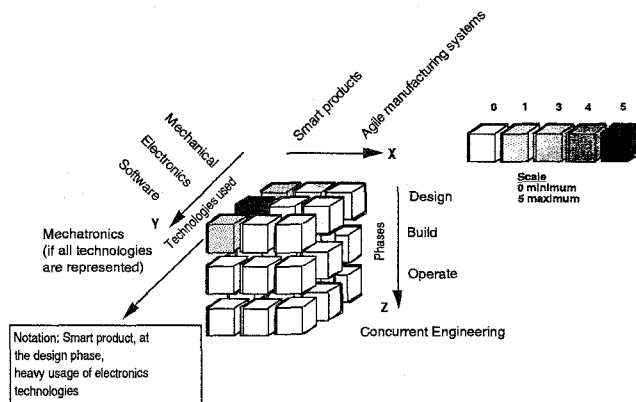 Smart products
Agile manufacturing systems
X
Mechanical
Electronics
Software
Y
Technologies used
Mechatronics
(if all technologies
are represented)
0 1 3 4 5
Scale
0 minimum
5 maximum
Design
Build
Operate
Phases
Z
Concurrent Engineering
Notation: Smart product, at
the design phase,
heavy usage of electronics
technologies